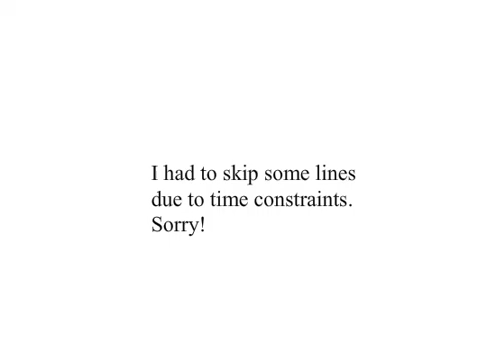 I had to skip some lines
due to time constraints.
Sorry!